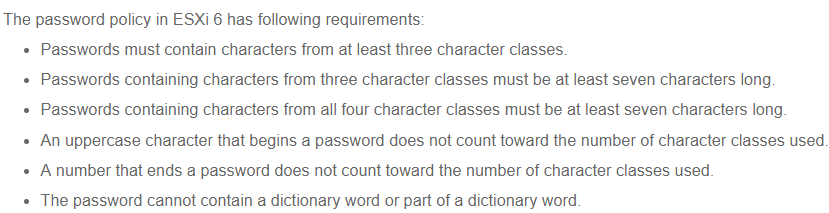 The password policy in ESXi 6 has following requirements:
• Passwords must contain characters from at least three character classes.
• Passwords containing characters from three character classes must be at least seven characters long.
• Passwords containing characters from all four character classes must be at least seven characters long.
• An uppercase character that begins a password does not count toward the number of character classes used.
• A number that ends a password does not count toward the number of character classes used.
• The password cannot contain a dictionary word or part of a dictionary word.